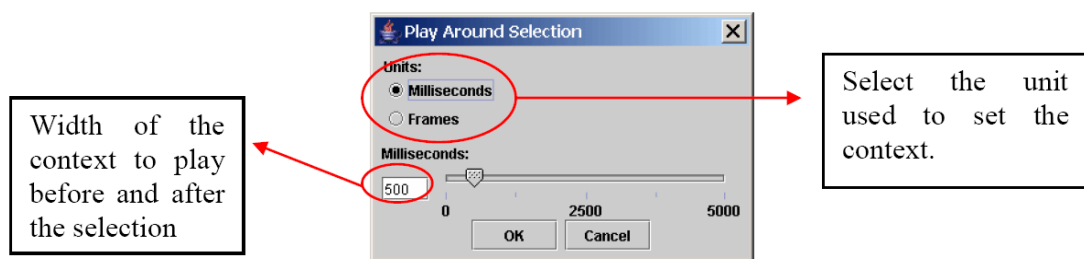 Play Around Selection
Units:
Milliseconds
Frames
Milliseconds:
500
0 2500 5000
OK Cancel
Width of the
context to play
before and after
the selection
Select the unit
used to set the
context.